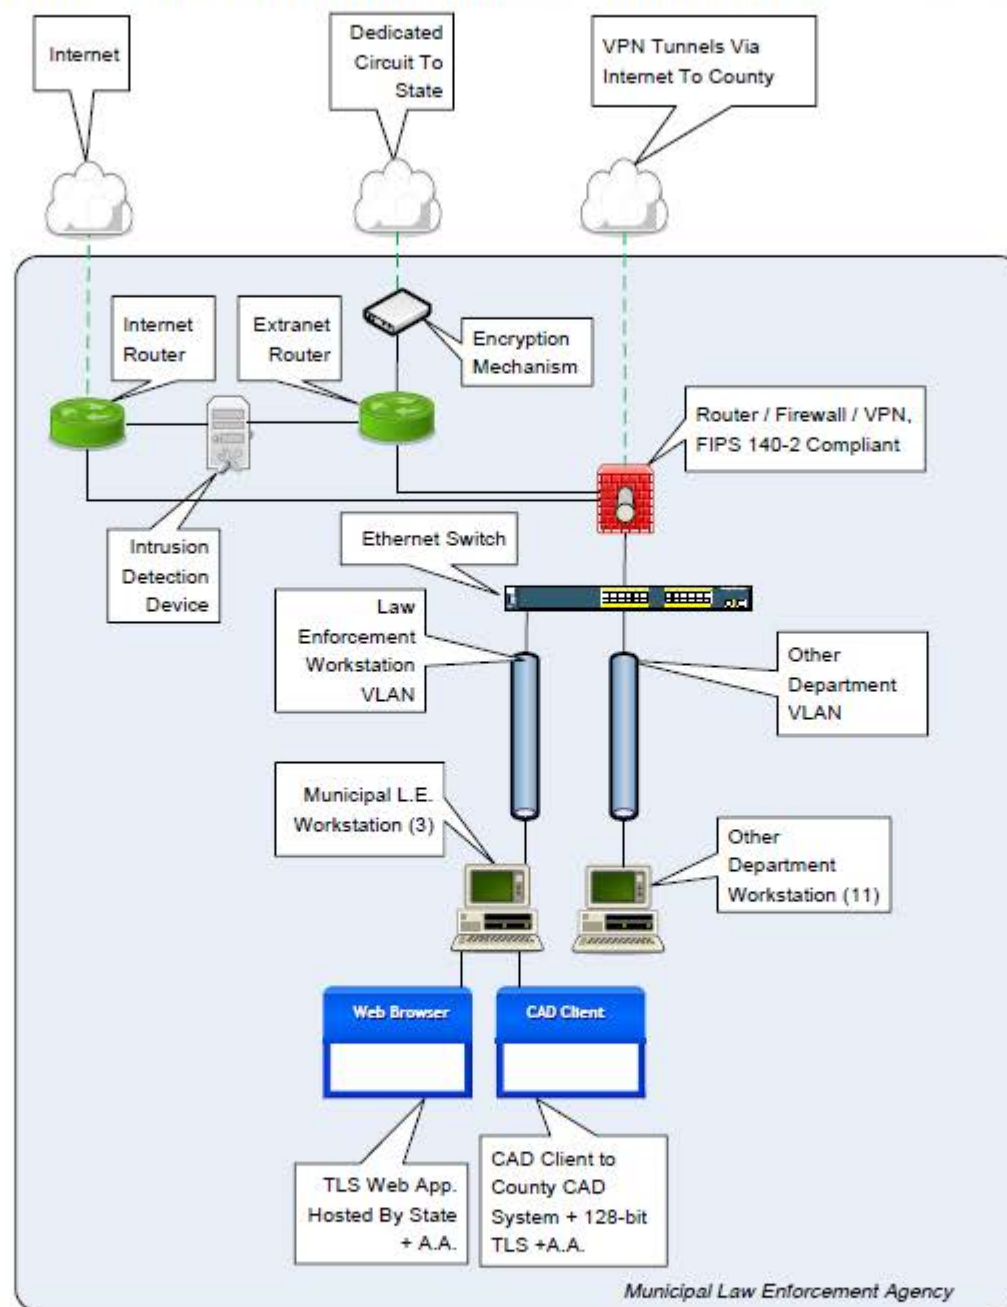 Internet
Dedicated
Circuit To
State
VPN Tunnels Via
Internet To County
Internet
Router
Extranet
Router
Encryption
Mechanism
Router / Firewall / VPN,
FIPS 140-2 Compliant
Intrusion
Detection
Device
Ethernet Switch
Law
Enforcement
Workstation
VLAN
Other
Department
VLAN
Municipal L.E.
Workstation (3)
Other
Department
Workstation (11)
Web Browser
CAD Client
TLS Web App.
Hosted By State
+ A.A.
CAD Client to
County CAD
System + 128-bit
TLS +A.A.
Municipal Law Enforcement Agency